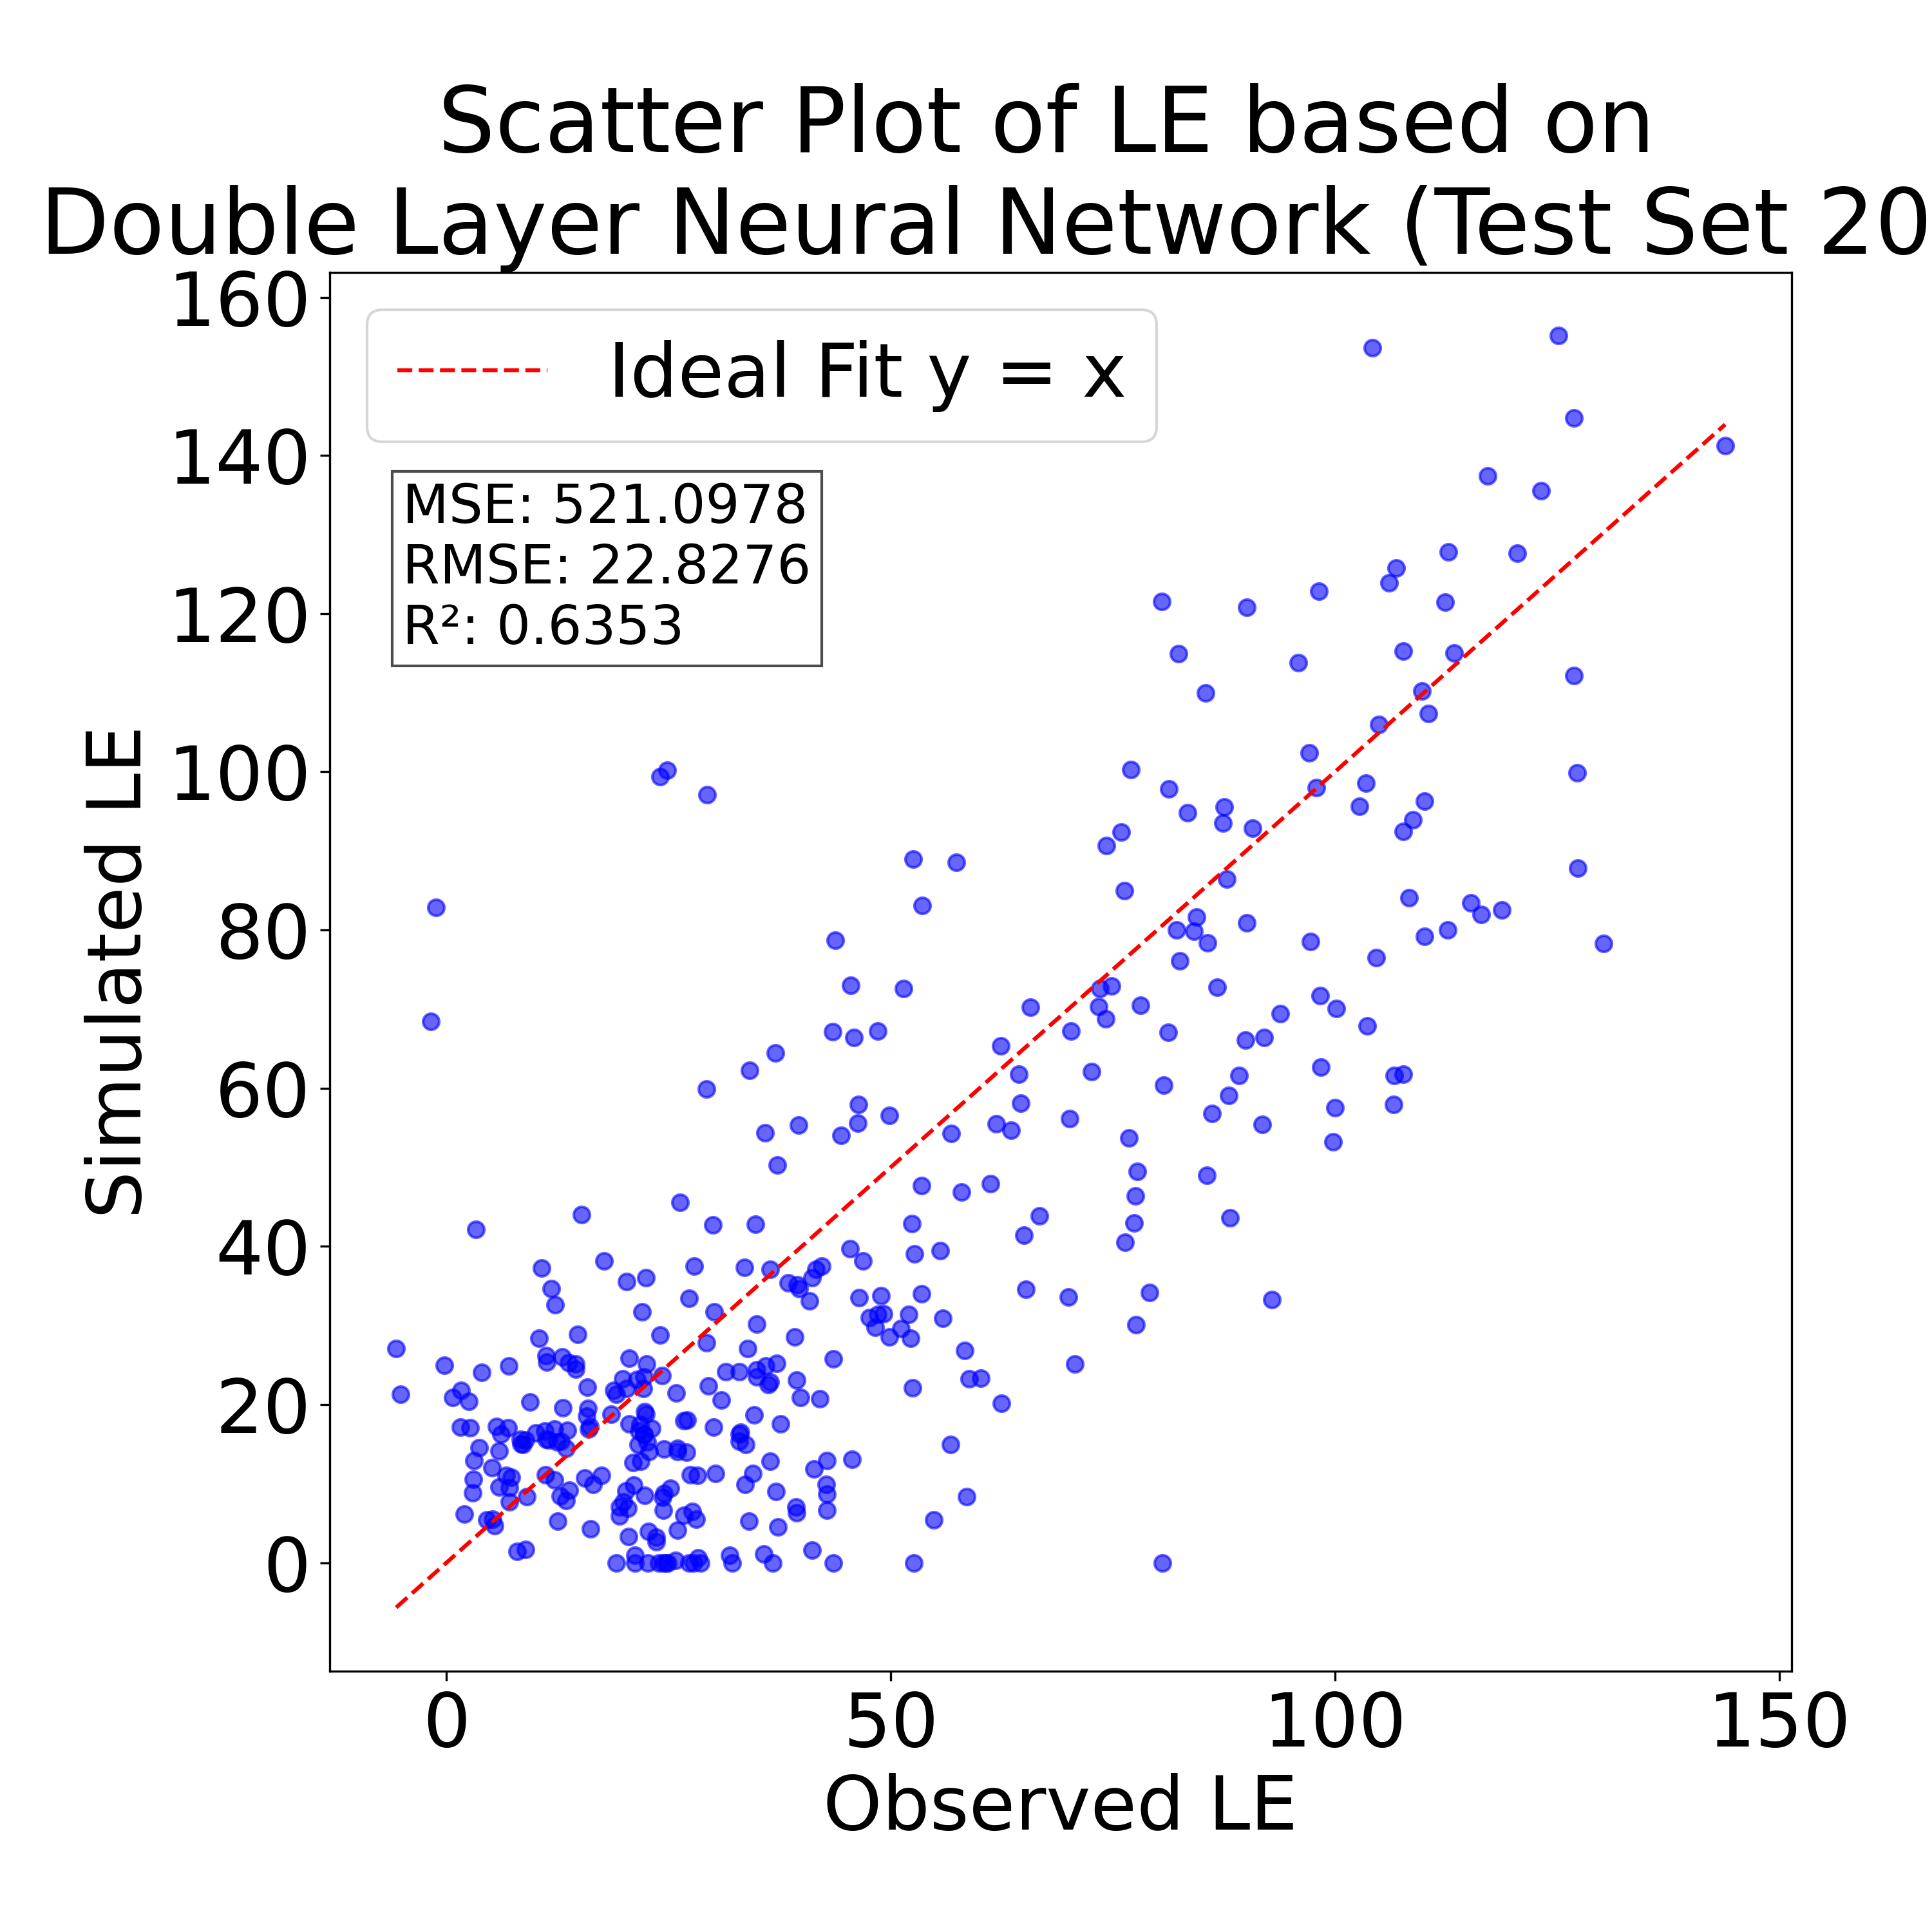 Scatter Plot of LE based on
Double Layer Neural Network (Test Set 20
160
140
120
100
80
60
40
20
0
Simulated LE
Ideal Fit y = x
MSE: 521.0978
RMSE: 22.8276
R²: 0.6353
0
50
100
150
Observed LE